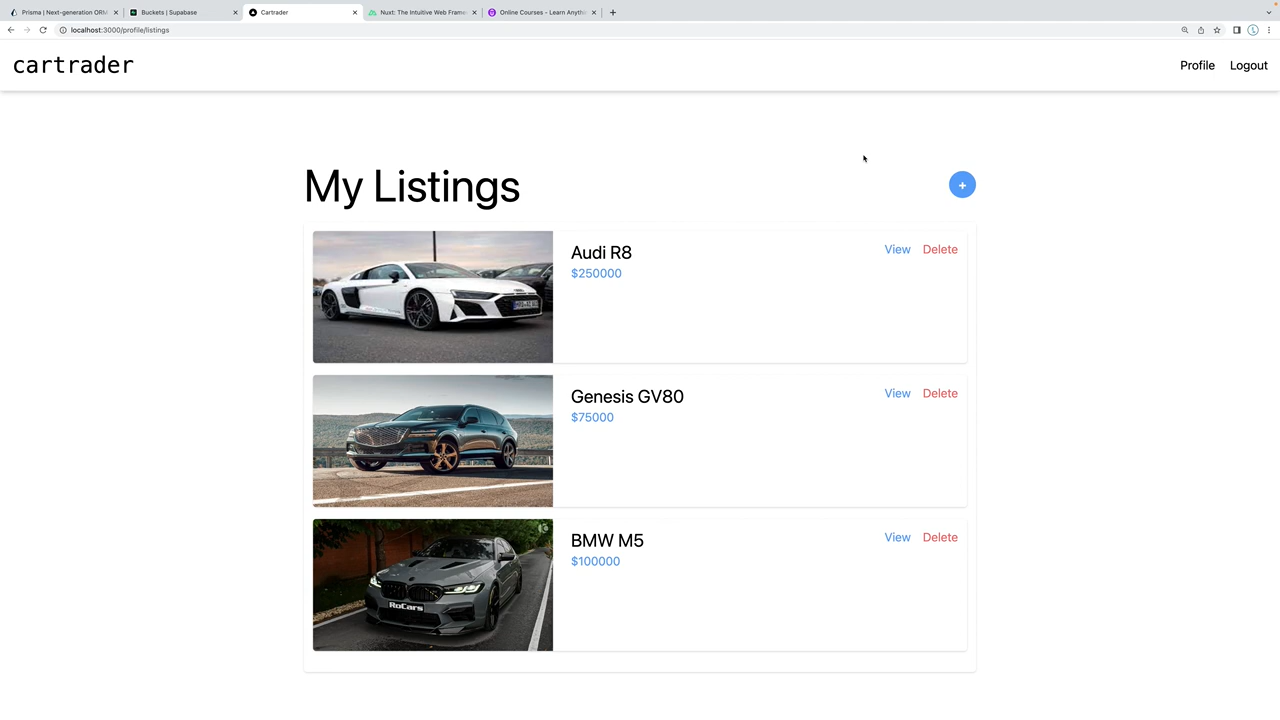 Prisma | Next-generation ORM
Buckets | Supabase
Cartrader
Nuxt: The Intuitive Web Frame
Online Courses - Learn Anythi
localhost:3000/profile/listings
L
cartrader
Profile
Logout
My Listings
+
Audi R8
$250000
View
Delete
Genesis GV80
$75000
View
Delete
BMW M5
$100000
View
Delete
RoCars